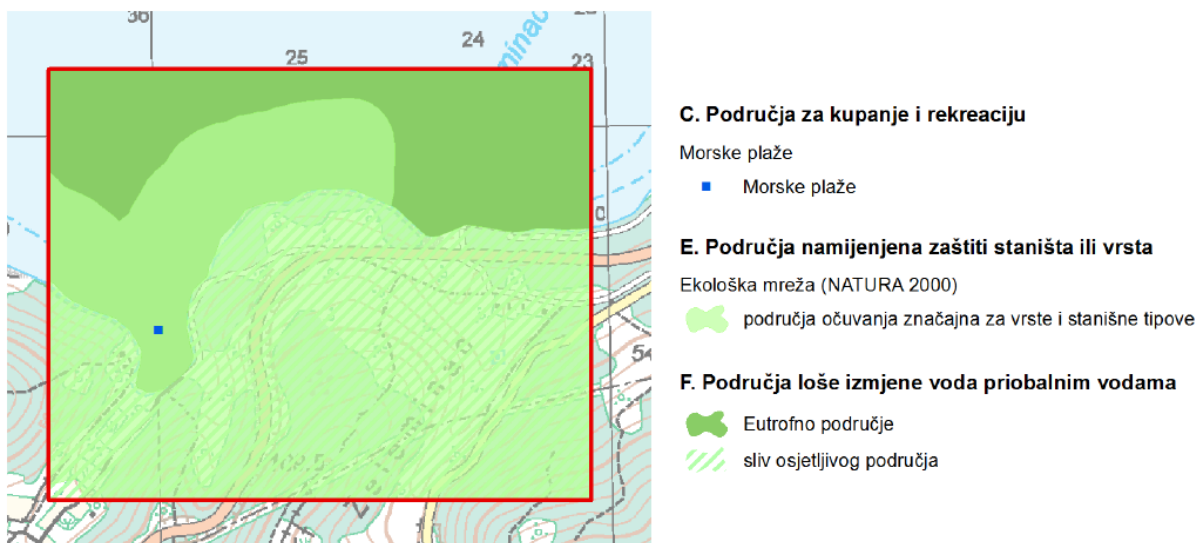 36
25
24
23
0
54
C. Područja za kupanje i rekreaciju
Morske plaže
Morske plaže
E. Područja namijenjena zaštiti staništa ili vrsta
Ekološka mreža (NATURA 2000)
područja očuvanja značajna za vrste i stanišne tipove
F. Područja loše izmjene voda priobalnim vodama
Eutrofno područje
sliv osjetljivog područja